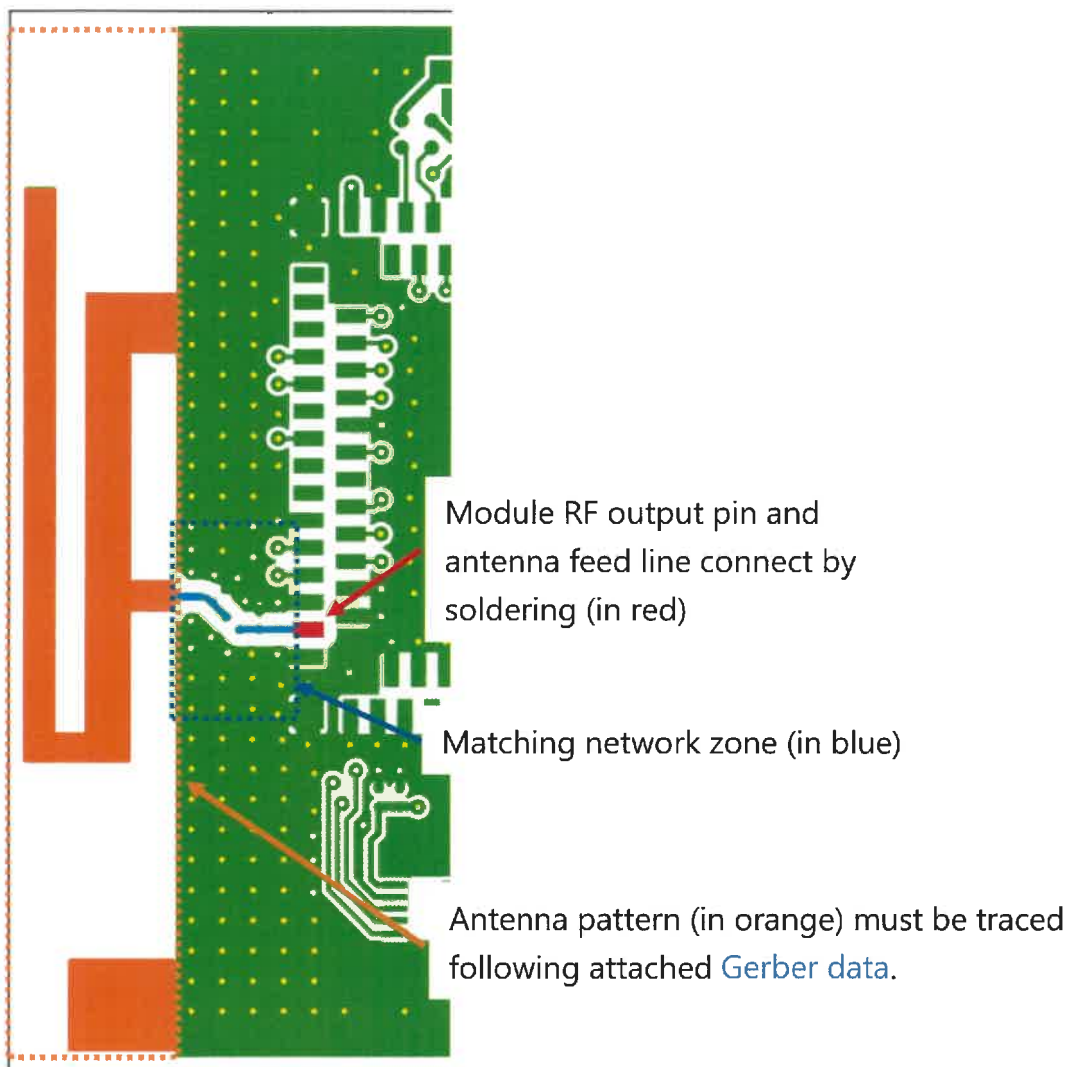 Module RF output pin and
antenna feed line connect by
soldering (in red)
Matching network zone (in blue)
Antenna pattern (in orange) must be traced
following attached Gerber data.